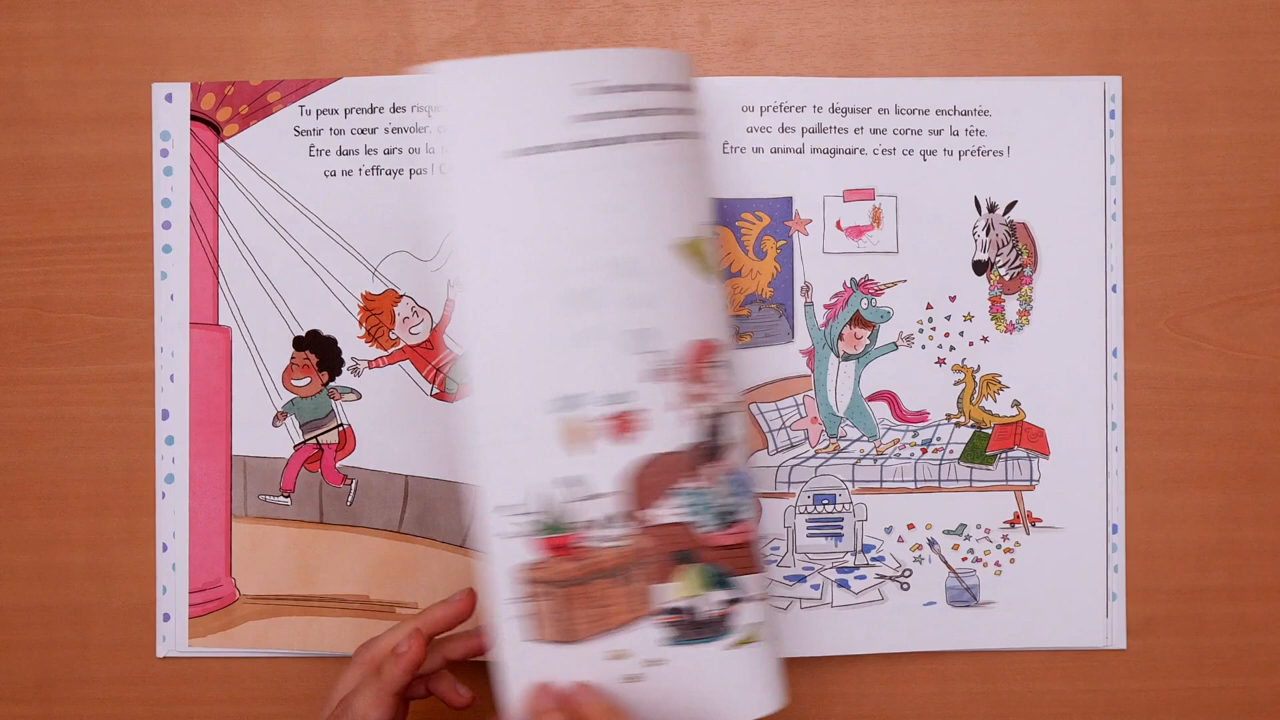 Tu peux prendre des
Sentir ton cœur s'envoler,
Être dans les airs ou la
ça ne t'effraye pas !
ou préférer te déguiser en licorne enchantée,
avec des paillettes et une corne sur la tête.
Être un animal imaginaire, c'est ce que tu préfères !